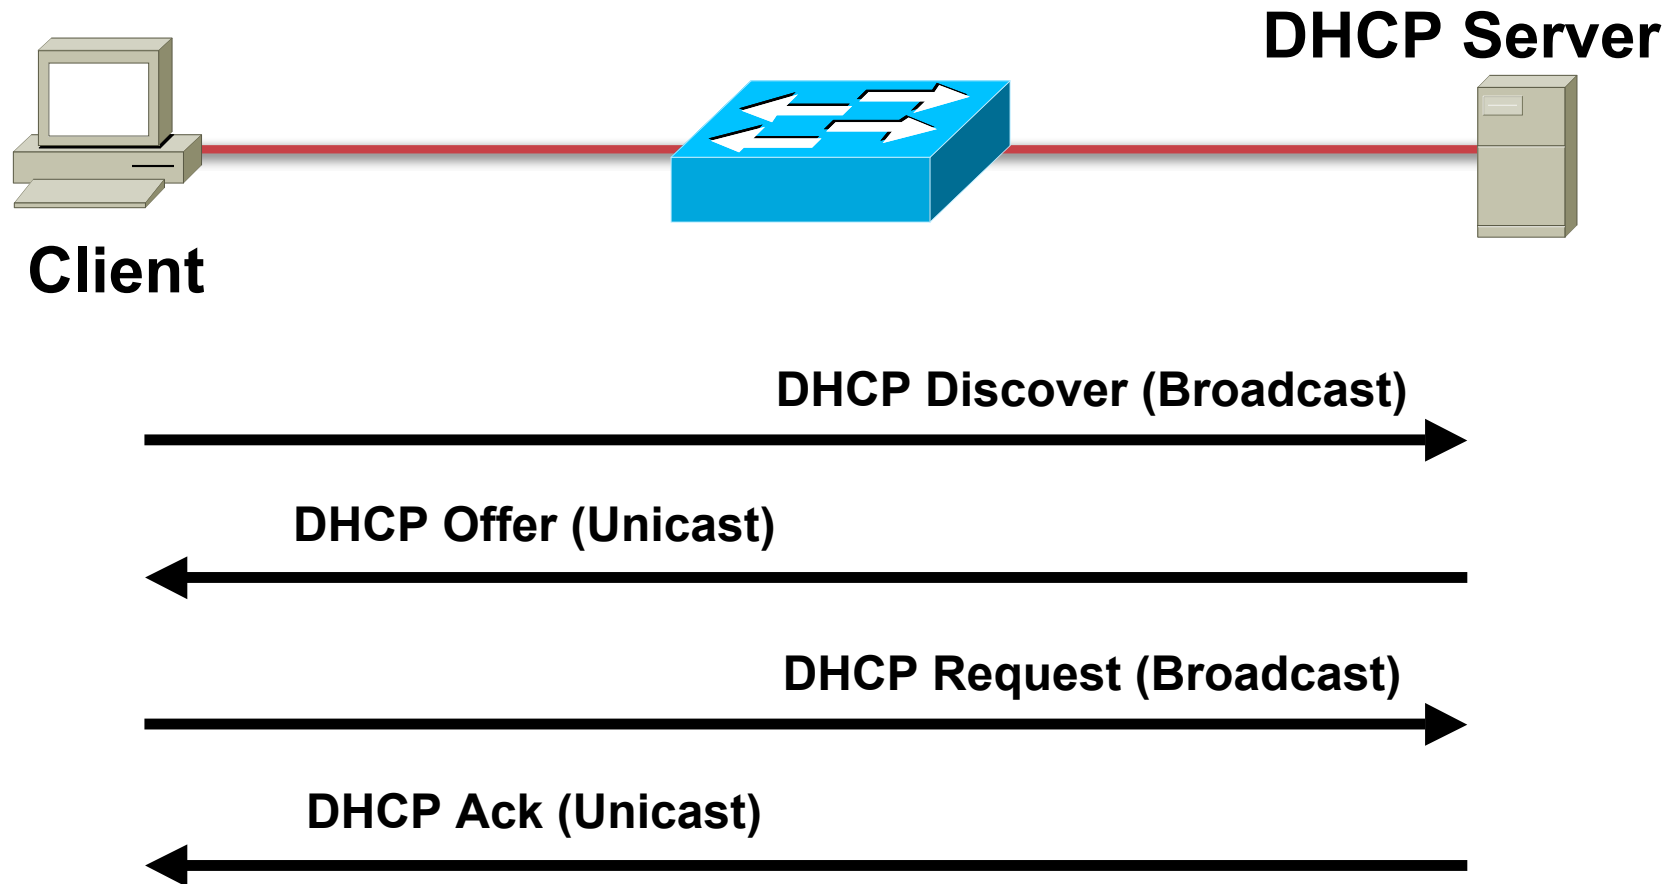 DHCP Server
Client
DHCP Discover (Broadcast)
DHCP Offer (Unicast)
DHCP Request (Broadcast)
DHCP Ack (Unicast)